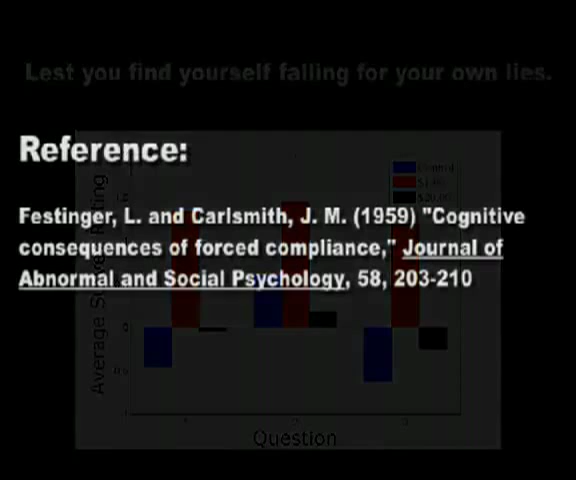 Lest you find yourself falling for your own lies.
Reference:
Festinger, L. and Carlsmith, J. M. (1959) "Cognitive
consequences of forced compliance," Journal of
Abnormal and Social Psychology, 58, 203-210
Control
Question